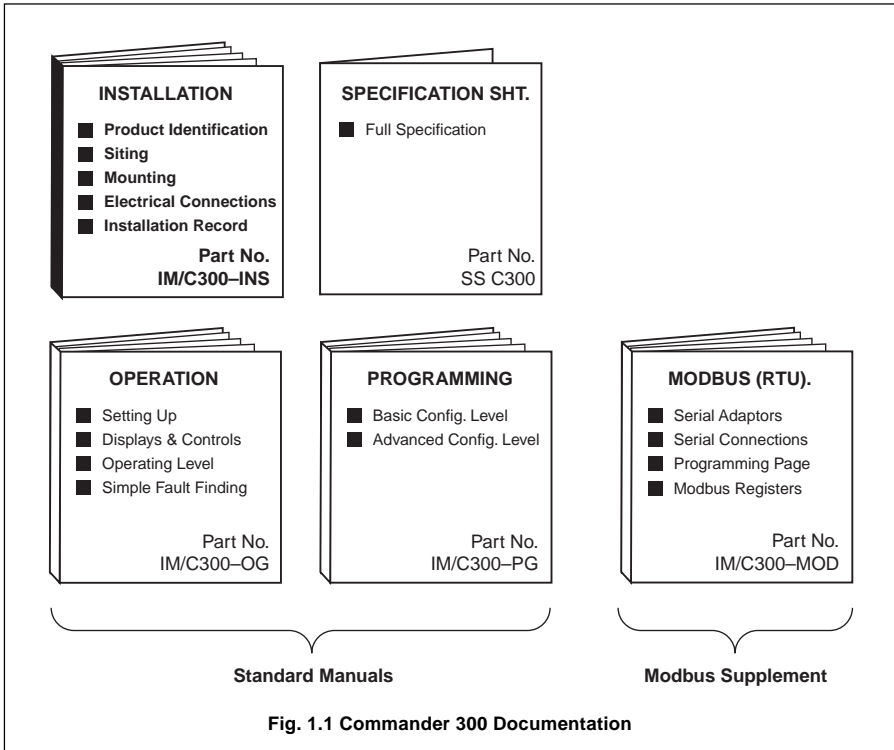 INSTALLATION
Product Identification
Siting
Mounting
Electrical Connections
Installation Record
Part No.
IM/C300–INS
SPECIFICATION SHT.
Full Specification
Part No.
SS C300
OPERATION
Setting Up
Displays & Controls
Operating Level
Simple Fault Finding
Part No.
IM/C300–OG
PROGRAMMING
Basic Config. Level
Advanced Config. Level
Part No.
IM/C300–PG
MODBUS (RTU).
Serial Adaptors
Serial Connections
Programming Page
Modbus Registers
Part No.
IM/C300–MOD
Standard Manuals
Modbus Supplement
Fig. 1.1 Commander 300 Documentation